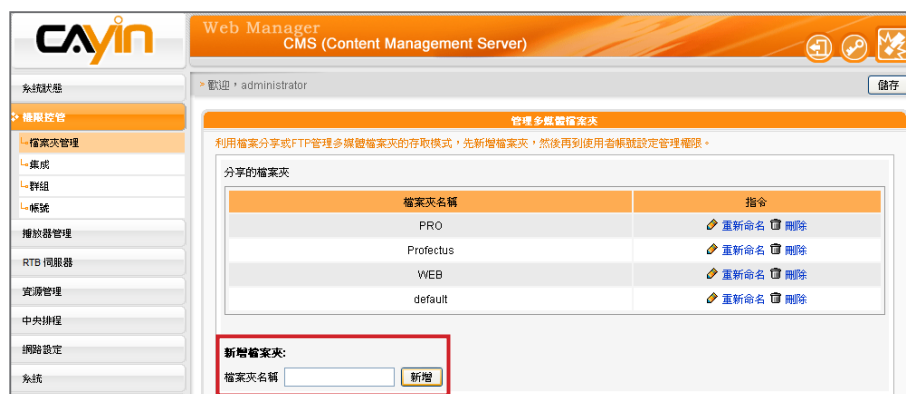 CAYIN
Web Manager
CMS (Content Management Server)
系統狀態
權限控管
檔案夾管理
集成
群組
帳號
播放器管理
RTB 伺服器
資源管理
中央排程
網路設定
系統
> 歡迎，administrator
儲存
管理多媒體檔案夾
利用檔案分享或FTP管理多媒體檔案夾的存取模式，先新增檔案夾，然後再到使用者帳號設定管理權限。
分享的檔案夾
檔案夾名稱 指令
PRO 重新命名 刪除
Profectus 重新命名 刪除
WEB 重新命名 刪除
default 重新命名 刪除
新增檔案夾:
檔案夾名稱 新增